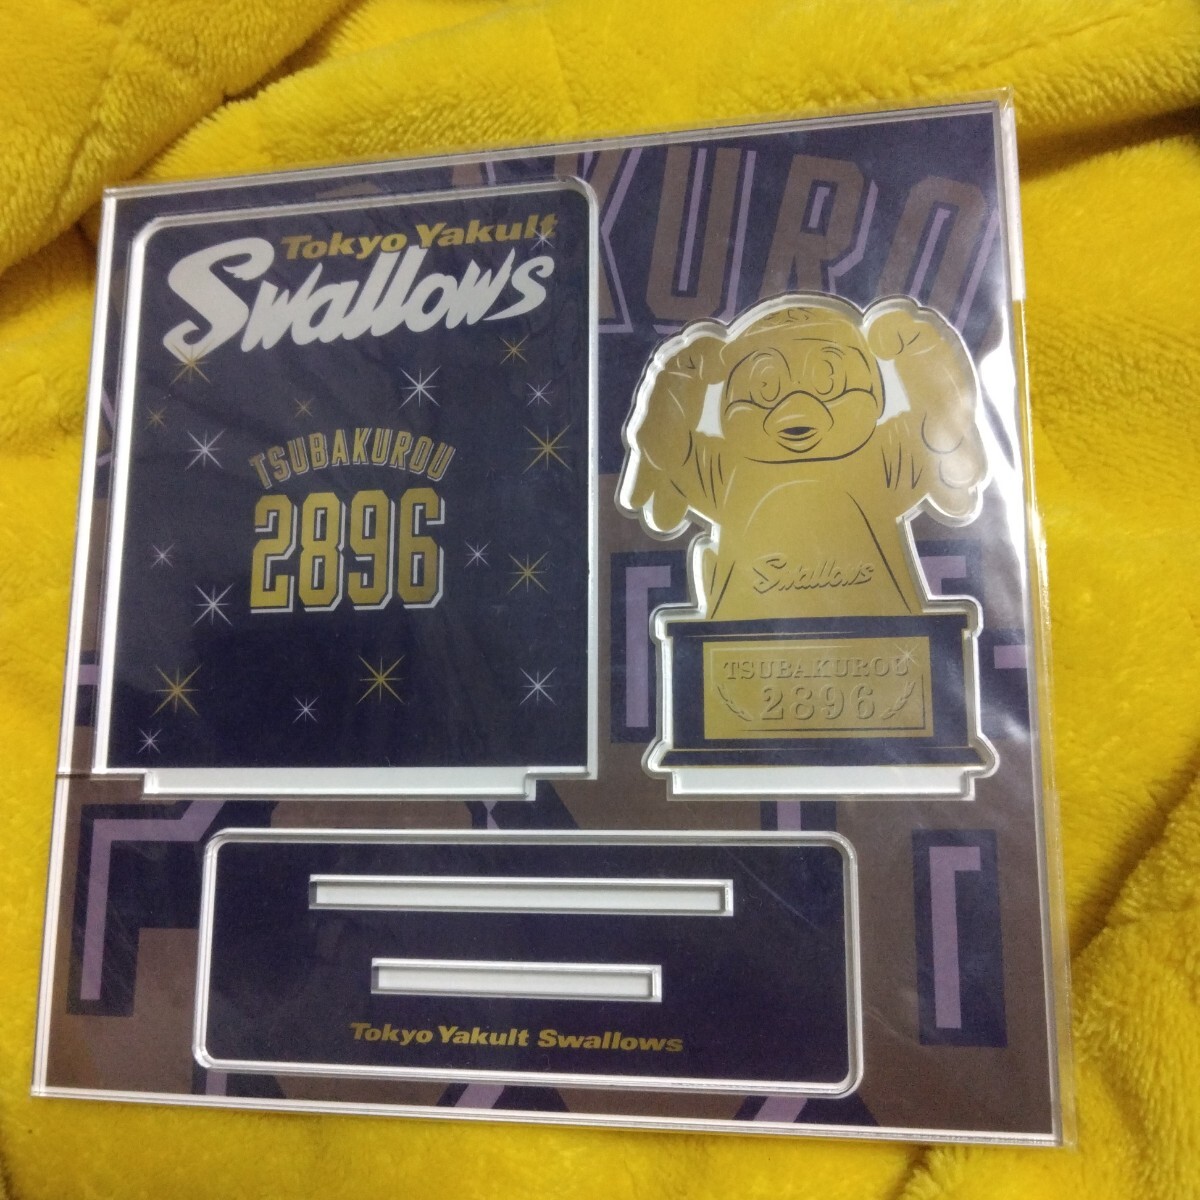 Tokyo Yakult
Swallows
TSUBAKUROU
2896
Swallows
TSUBAKUROU
2896
Tokyo Yakult Swallows